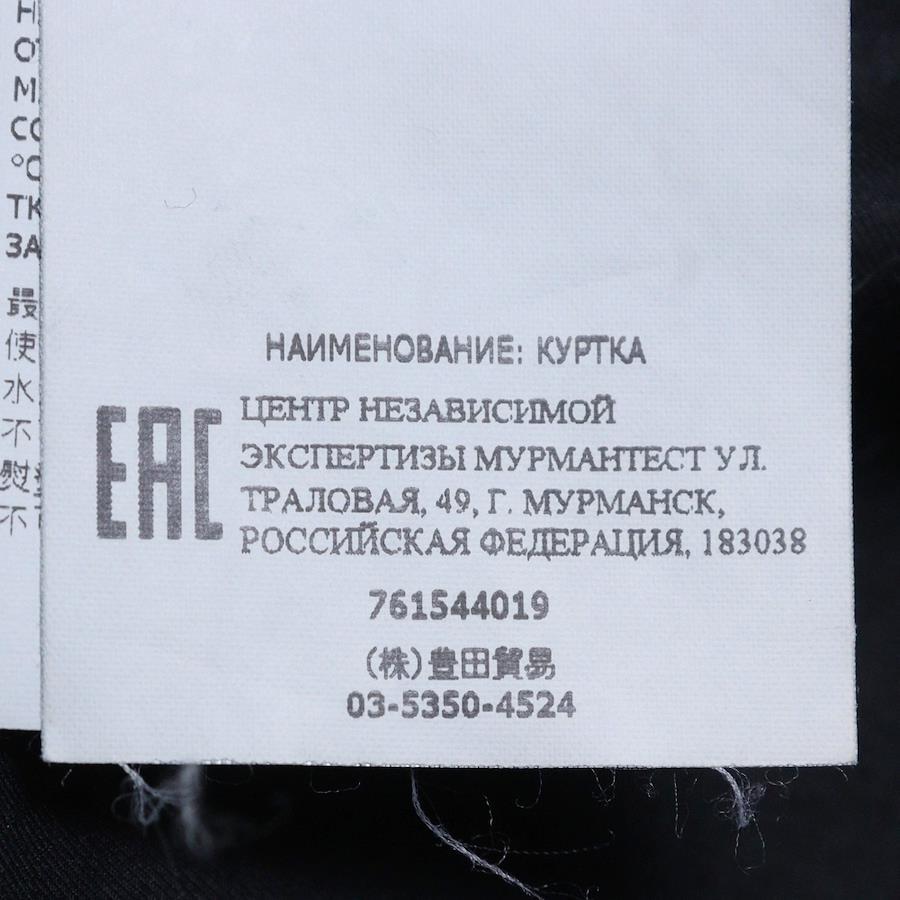 НАИМЕНОВАНИЕ: КУРТКА
EAC
ЦЕНТР НЕЗАВИСИМОЙ
ЭКСПЕРТИЗЫ МУРМАНТЕСТ УЛ.
ТРАЛОВАЯ, 49, Г. МУРМАНСК,
РОССИЙСКАЯ ФЕДЕРАЦИЯ, 183038
761544019
(株)豊田貿易
03-5350-4524